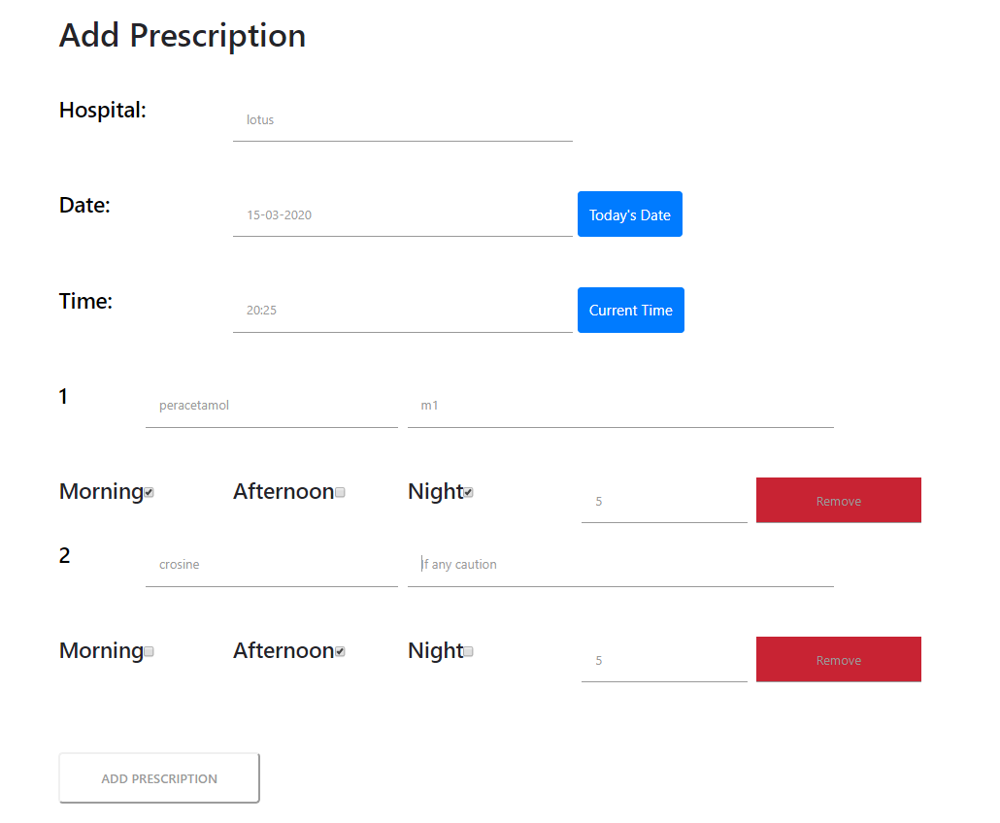 Add Prescription
Hospital:
lotus
Date:
15-03-2020 Today's Date
Time:
20:25 Current Time
1 peracetamol m1
Morning Afternoon Night 5 Remove
2 crosine If any caution
Morning Afternoon Night 5 Remove
ADD PRESCRIPTION